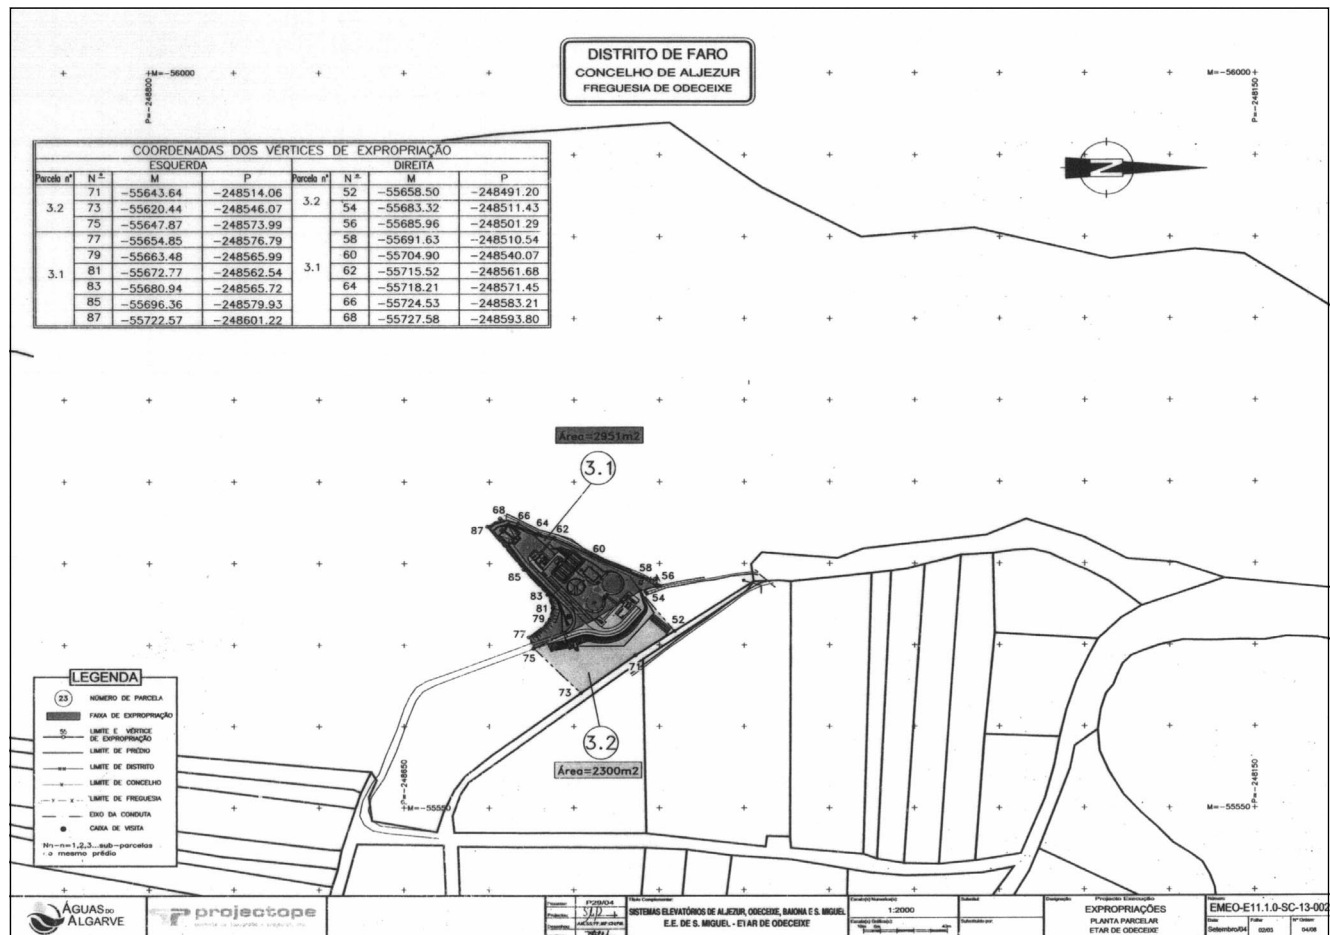 DISTRITO DE FARO
CONCELHO DE ALJEZUR
FREGUESIA DE ODECEIXE
M=-56000
P=-248800
M=-56000
P=-248150
N
COORDENADAS DOS VÉRTICES DE EXPROPRIAÇÃO
ESQUERDA DIREITA
Parcela nº Nº M P Parcela nº Nº M P
3.2 71 -55643.64 -248514.06 3.2 52 -55658.50 -248491.20
73 -55620.44 -248546.07 54 -55683.32 -248511.43
75 -55647.87 -248573.99 3.1 56 -55685.96 -248501.29
3.1 77 -55654.85 -248576.79 58 -55691.63 -248510.54
79 -55663.48 -248565.99 60 -55704.90 -248540.07
81 -55672.77 -248562.54 62 -55715.52 -248561.68
83 -55680.94 -248565.72 64 -55718.21 -248571.45
85 -55696.36 -248579.93 66 -55724.53 -248583.21
87 -55722.57 -248601.22 68 -55727.58 -248593.80
Área=2951m2
3.1
68
66
64
62
87
60
85
58
56
54
83
81
79
52
77
75
71
73
3.2
Área=2300m2
P=-248650
M=-55550
P=-248150
M=-55550
LEGENDA
23 NÚMERO DE PARCELA
FAIXA DE EXPROPRIAÇÃO
55 LIMITE E VÉRTICE
DE EXPROPRIAÇÃO
LIMITE DE PRÉDIO
LIMITE DE DISTRITO
LIMITE DE CONCELHO
LIMITE DE FREGUESIA
EIXO DA CONDUTA
CAIXA DE VISITA
n=1,2,3...sub-parcelas
mesmo prédio
ÁGUAS DO
ALGARVE
projectope
P29/04
SISTEMAS ELEVATÓRIOS DE ALJEZUR, ODECEIXE, BAIONA E S. MIGUEL
E.E. DE S. MIGUEL - ETAR DE ODECEIXE
1:2000
Projecto Execução
EXPROPRIAÇÕES
PLANTA PARCELAR
ETAR DE ODECEIXE
EMEO-E11.1.0-SC-13-002
Setembro/04 02/03 04/08